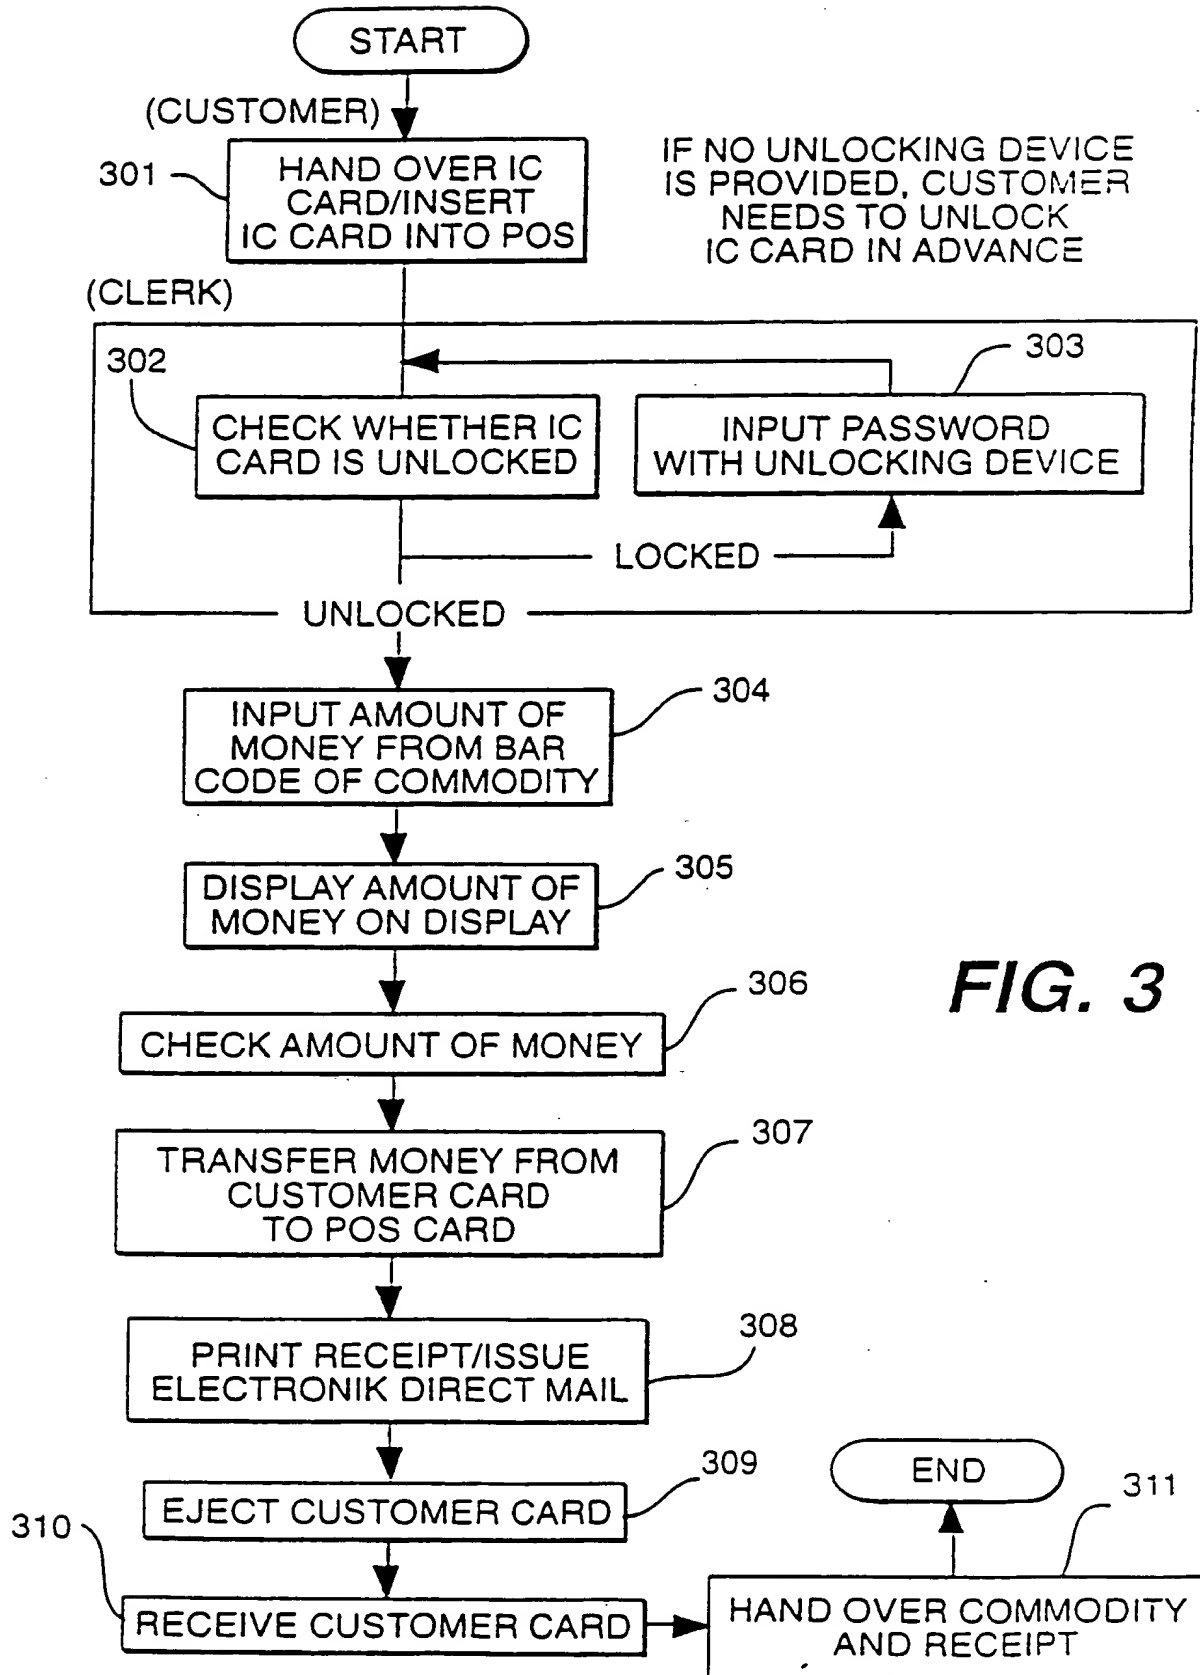 START
(CUSTOMER)
301
HAND OVER IC
CARD/INSERT
IC CARD INTO POS
IF NO UNLOCKING DEVICE
IS PROVIDED, CUSTOMER
NEEDS TO UNLOCK
IC CARD IN ADVANCE
(CLERK)
302
303
CHECK WHETHER IC
CARD IS UNLOCKED
INPUT PASSWORD
WITH UNLOCKING DEVICE
LOCKED
UNLOCKED
304
INPUT AMOUNT OF
MONEY FROM BAR
CODE OF COMMODITY
305
DISPLAY AMOUNT OF
MONEY ON DISPLAY
FIG. 3
306
CHECK AMOUNT OF MONEY
307
TRANSFER MONEY FROM
CUSTOMER CARD
TO POS CARD
308
PRINT RECEIPT/ISSUE
ELECTRONIK DIRECT MAIL
309
EJECT CUSTOMER CARD
END
311
310
RECEIVE CUSTOMER CARD
HAND OVER COMMODITY
AND RECEIPT